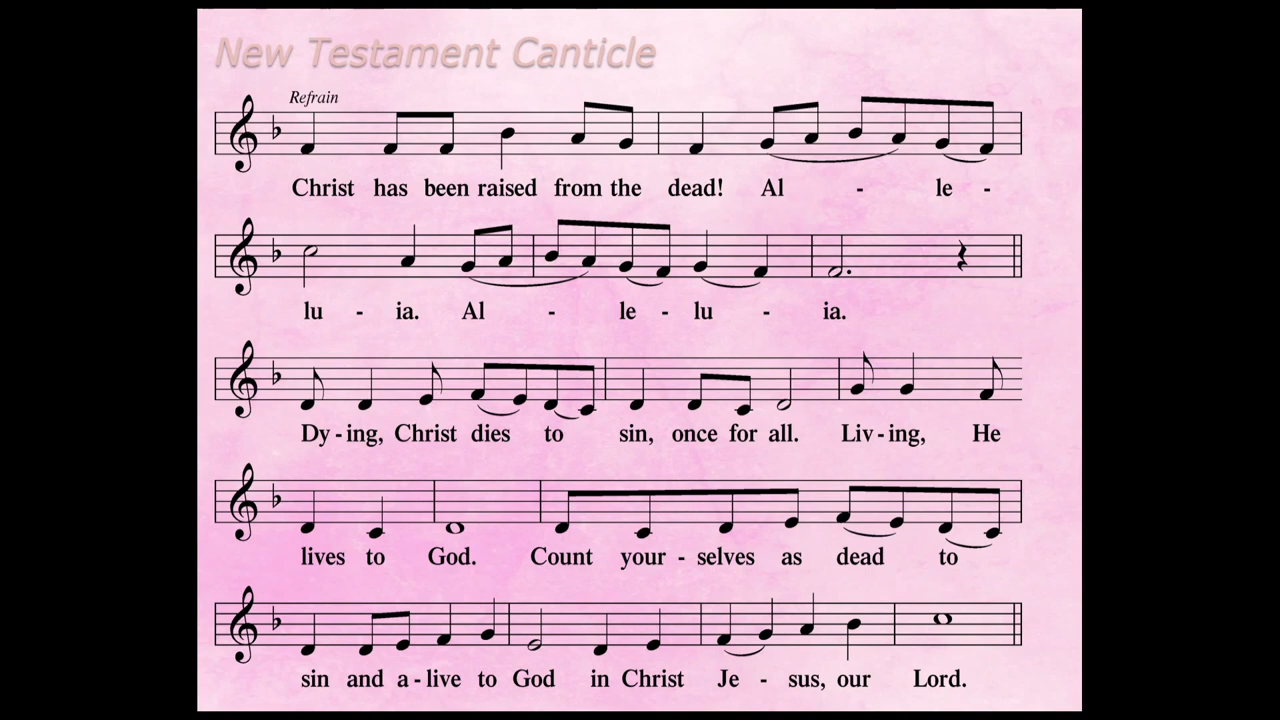 New Testament Canticle
Refrain
Christ has been raised from the dead! Al - le -
lu - ia. Al - le - lu - ia.
Dy - ing, Christ dies to sin, once for all. Liv - ing, He
lives to God. Count your - selves as dead to
sin and a - live to God in Christ Je - sus, our Lord.